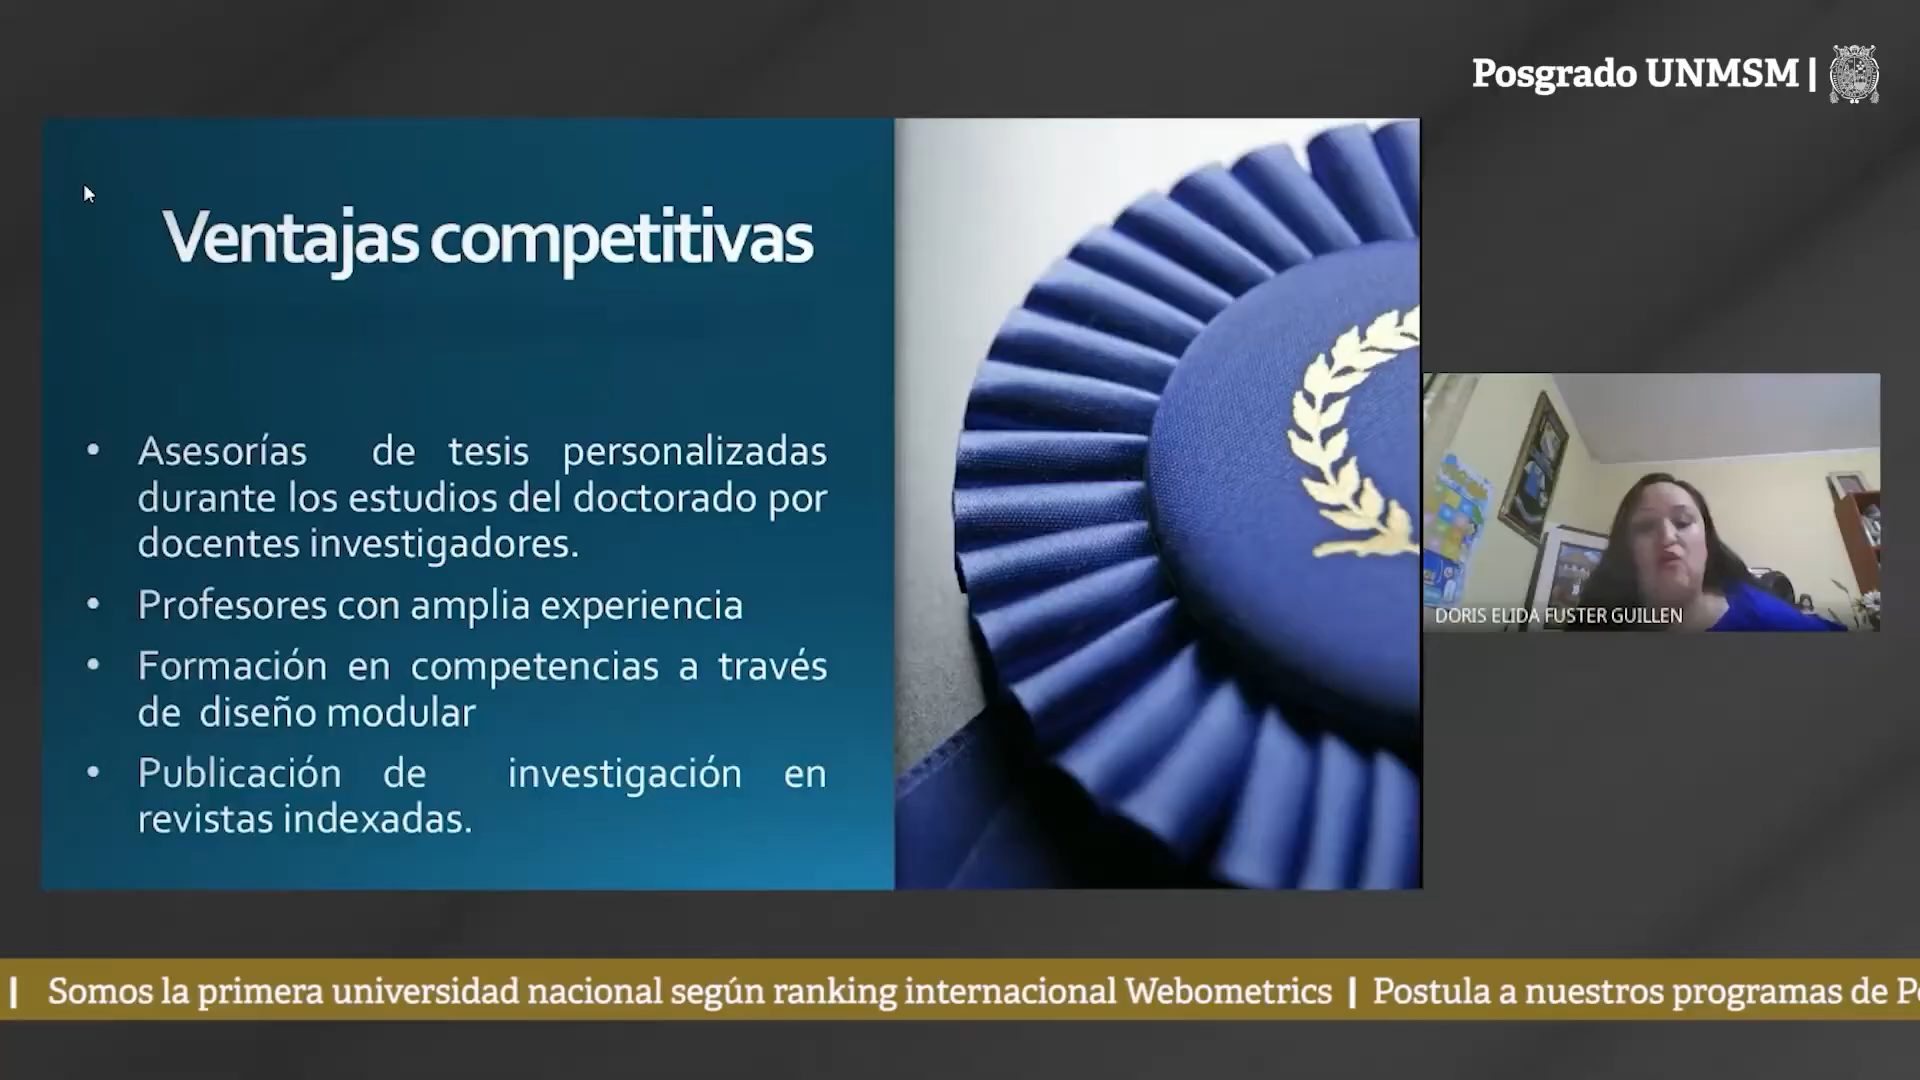 Posgrado UNMSM |
Ventajas competitivas
• Asesorías de tesis personalizadas
durante los estudios del doctorado por
docentes investigadores.
• Profesores con amplia experiencia
• Formación en competencias a través
de diseño modular
• Publicación de investigación en
revistas indexadas.
DORIS ELIDA FUSTER GUILLEN
| Somos la primera universidad nacional según ranking internacional Webometrics | Postula a nuestros programas de